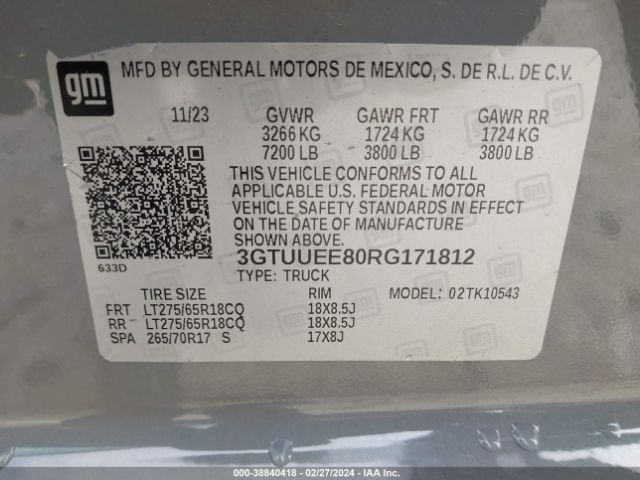 gm
MFD BY GENERAL MOTORS DE MEXICO, S. DE R.L. DE C.V.
11/23 GVWR GAWR FRT GAWR RR
3266 KG 1724 KG 1724 KG
7200 LB 3800 LB 3800 LB
THIS VEHICLE CONFORMS TO ALL
APPLICABLE U.S. FEDERAL MOTOR
VEHICLE SAFETY STANDARDS IN EFFECT
ON THE DATE OF MANUFACTURE
SHOWN ABOVE.
633D
3GTUUEE80RG171812
TYPE: TRUCK
TIRE SIZE RIM MODEL: 02TK10543
FRT LT275/65R18CQ 18X8.5J
RR LT275/65R18CQ 18X8.5J
SPA 265/70R17 S 17X8J
000-38840418 - 02/27/2024 - IAA Inc.